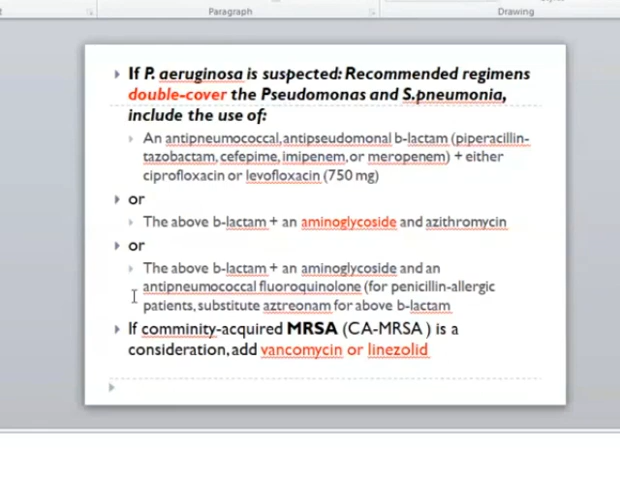 Paragraph
Drawing
If P. aeruginosa is suspected: Recommended regimens
double-cover the Pseudomonas and S.pneumonia,
include the use of:
An antipneumococcal, antipseudomonal b-lactam (piperacillin-
tazobactam, cefepime, imipenem, or meropenem) + either
ciprofloxacin or levofloxacin (750 mg)
or
The above b-lactam + an aminoglycoside and azithromycin
or
The above b-lactam + an aminoglycoside and an
antipneumococcal fluoroquinolone (for penicillin-allergic
patients, substitute aztreonam for above b-lactam
If comminity-acquired MRSA (CA-MRSA ) is a
consideration, add vancomycin or linezolid